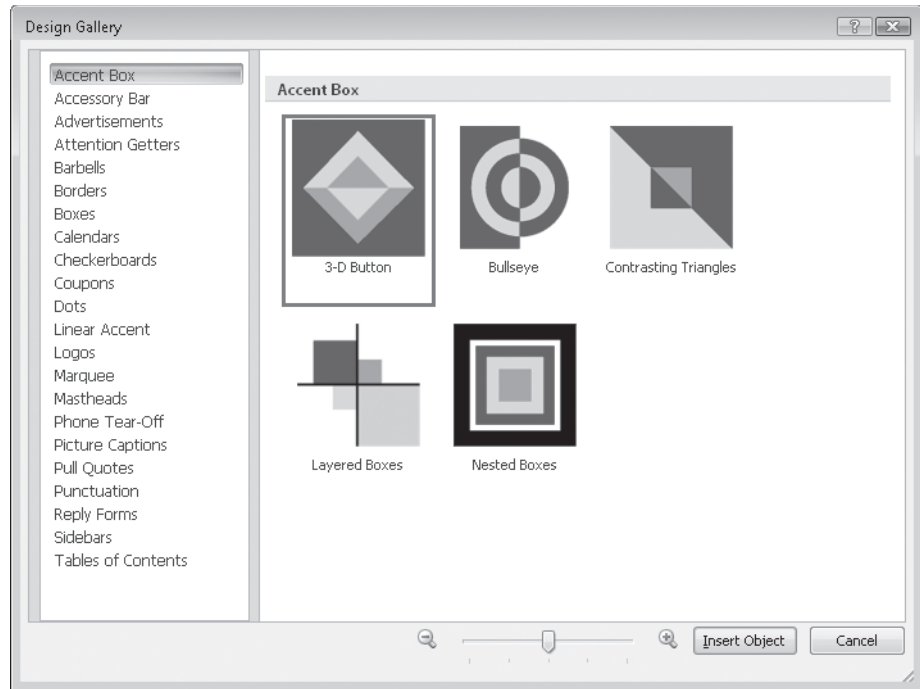 Design Gallery
?
Accent Box
Accessory Bar
Advertisements
Attention Getters
Barbells
Borders
Boxes
Calendars
Checkerboards
Coupons
Dots
Linear Accent
Logos
Marquee
Mastheads
Phone Tear-Off
Picture Captions
Pull Quotes
Punctuation
Reply Forms
Sidebars
Tables of Contents
Accent Box
3-D Button Bullseye Contrasting Triangles
Layered Boxes Nested Boxes
Insert Object Cancel